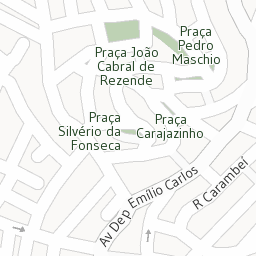 Praça
Pedro
Maschio
Praça João
Cabral de
Rezende
Praça
Silvério da
Fonseca
Praça
Carajazinho
Av Dep Emílio Carlos
R Carambeí